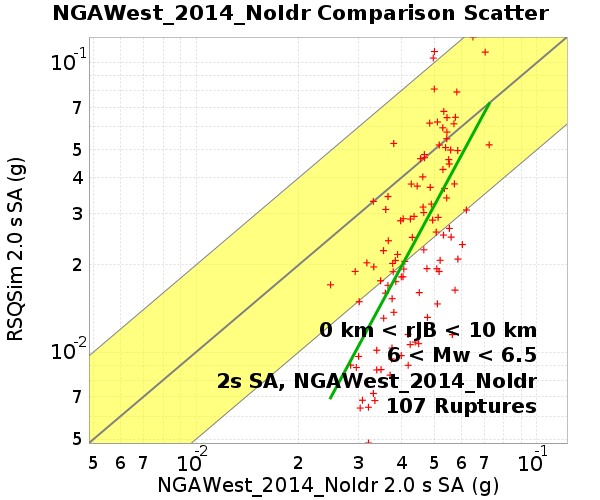 NGAWest_2014_NoIdr Comparison Scatter
RSQSim 2.0 s SA (g)
10-1
7
5
4
3
2
10-2
7
5
0 km < rJB < 10 km
6 < Mw < 6.5
2s SA, NGAWest_2014_NoIdr
107 Ruptures
5 6 7 10-2 2 3 4 5 6 7 10-1
NGAWest_2014_NoIdr 2.0 s SA (g)